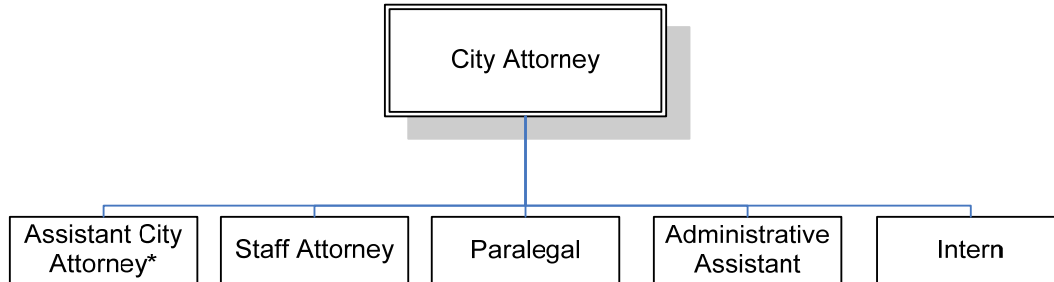 City Attorney
Assistant City
Attorney*
Staff Attorney
Paralegal
Administrative
Assistant
Intern